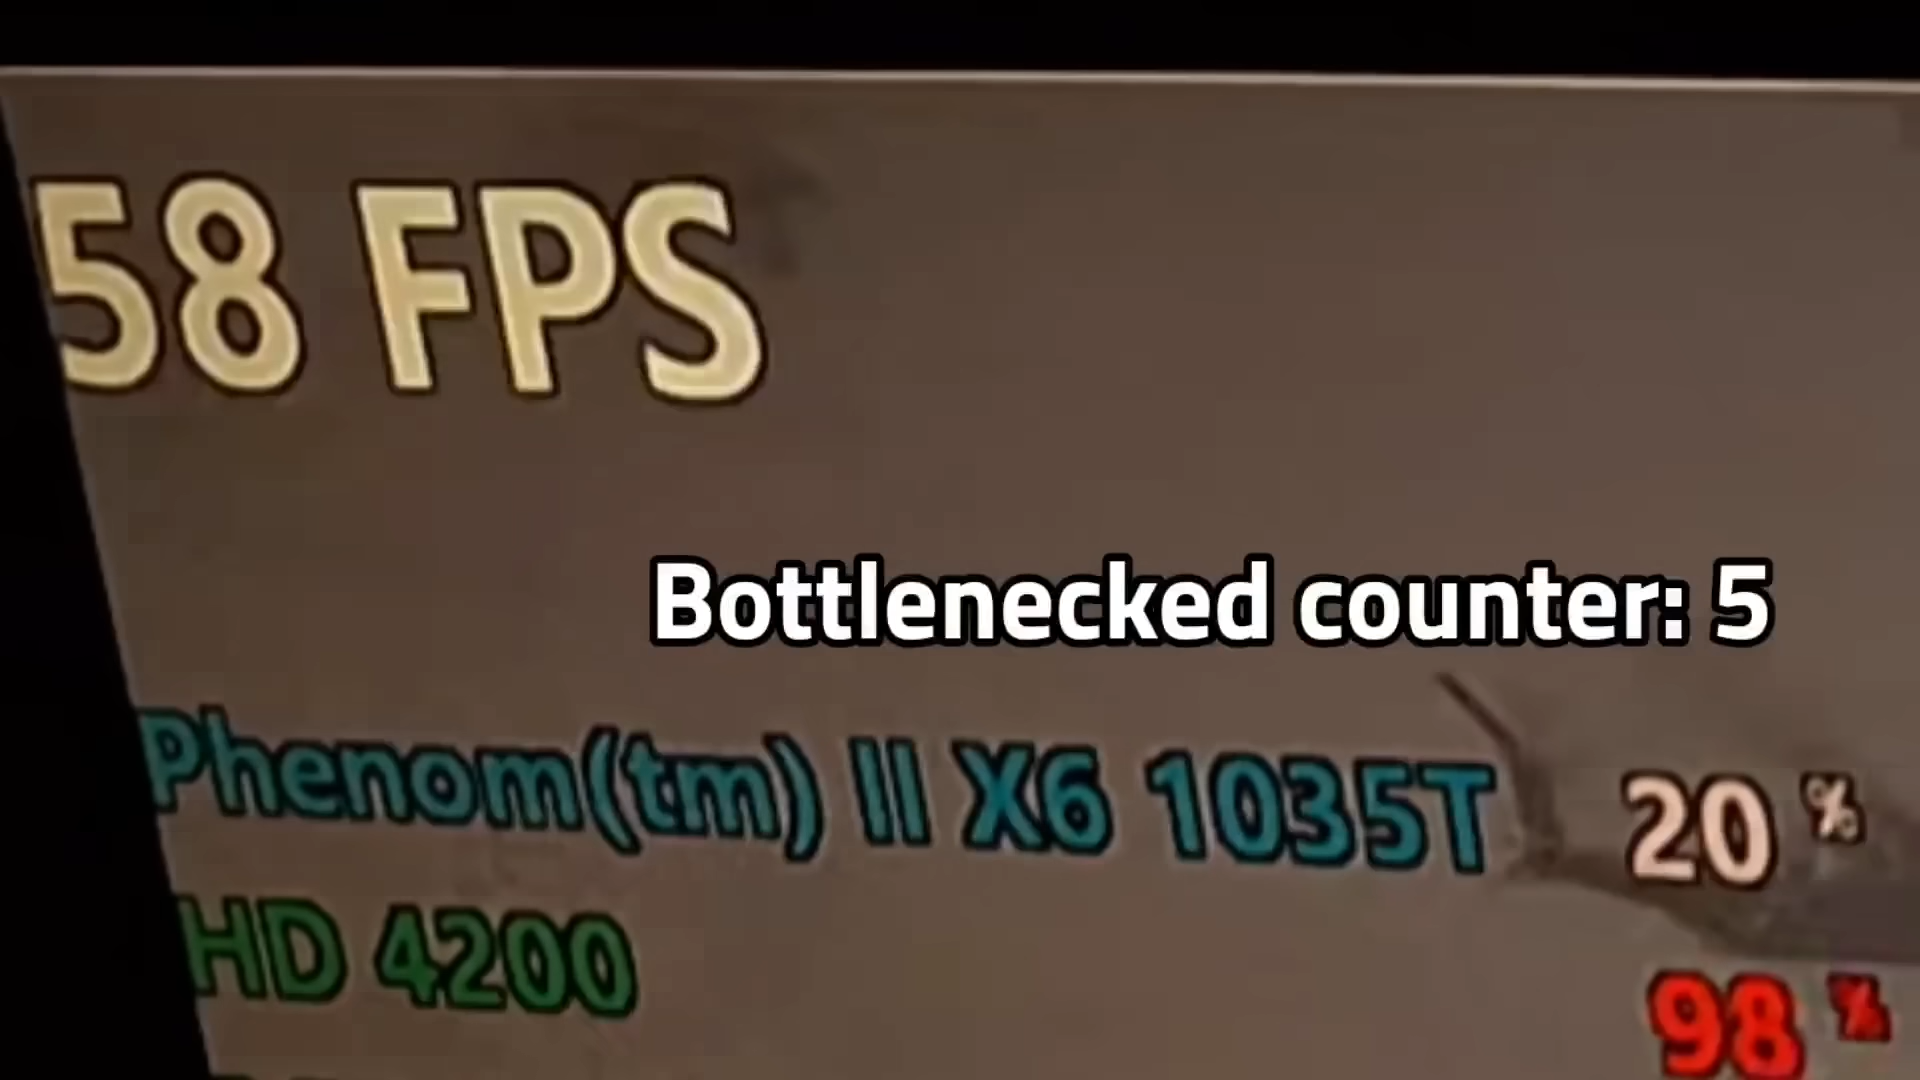 58 FPS
Bottlenecked counter: 5
Phenom(tm) II X6 1035T 20 %
HD 4200
98 %